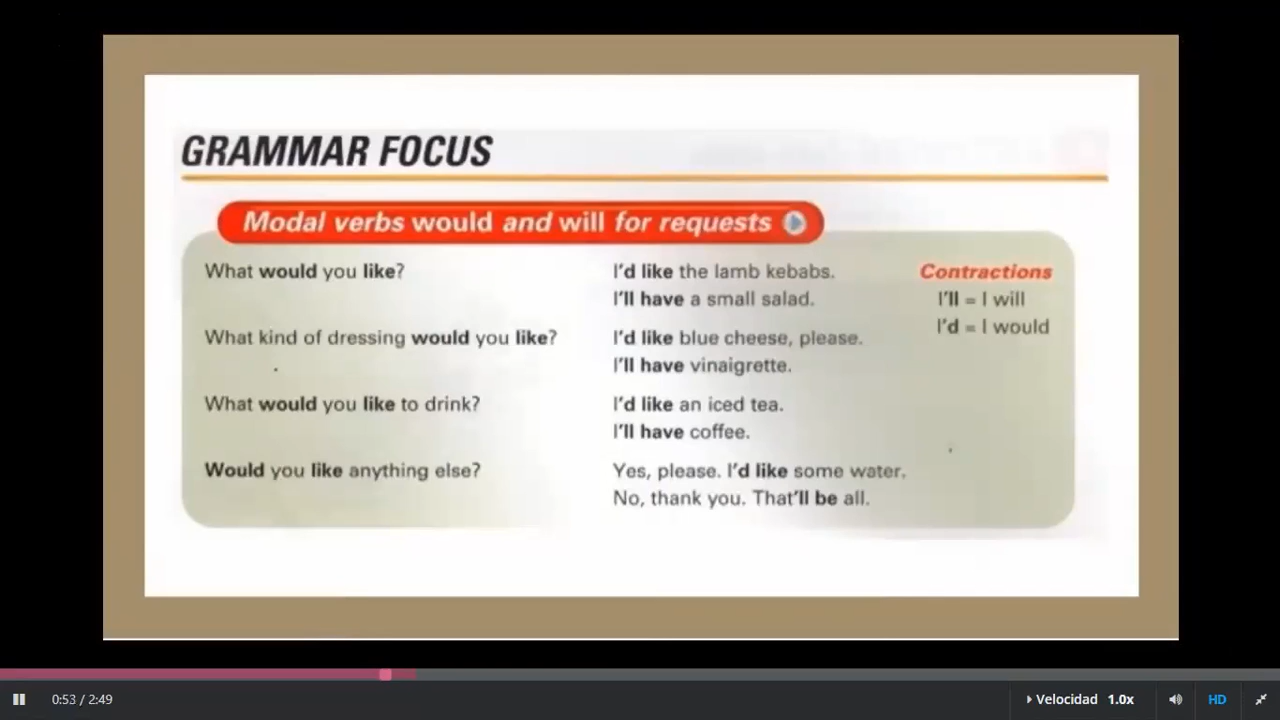 GRAMMAR FOCUS
Modal verbs would and will for requests
What would you like?
I'd like the lamb kebabs.
I'll have a small salad.
What kind of dressing would you like?
I'd like blue cheese, please.
I'll have vinaigrette.
What would you like to drink?
I'd like an iced tea.
I'll have coffee.
Would you like anything else?
Yes, please. I'd like some water.
No, thank you. That'll be all.
Contractions
I'll = I will
I'd = I would
0:53 / 2:49
Velocidad 1.0x
HD